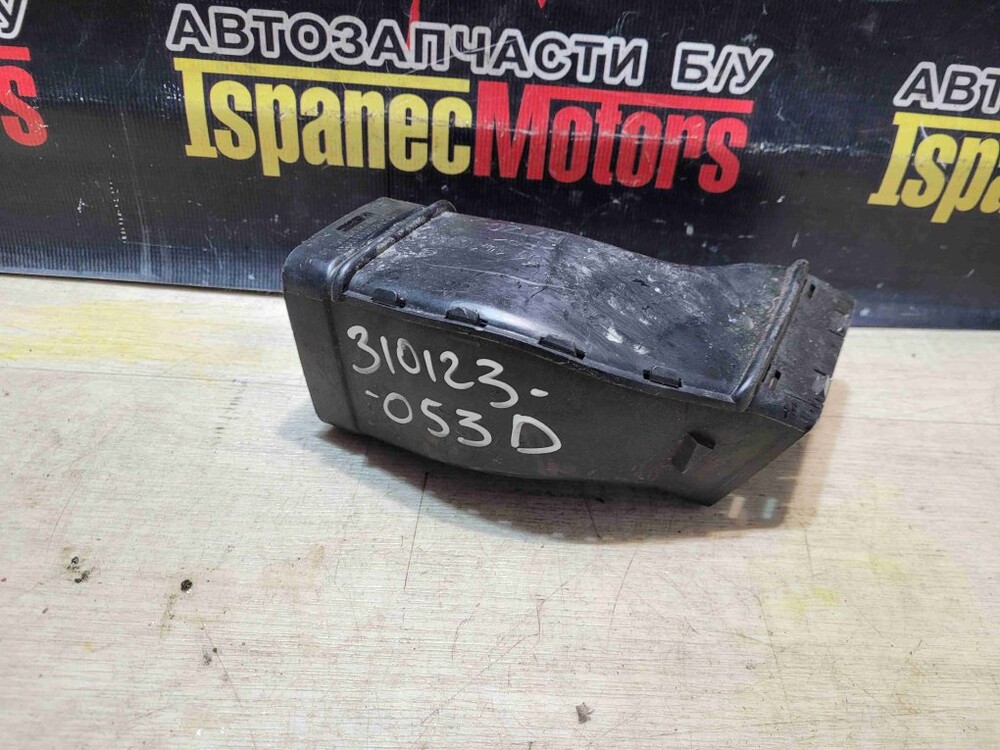 АВТОЗАПЧАСТИ Б/У
IspanecMotors
У
s
АВТ
Ispa
310123-
-053D